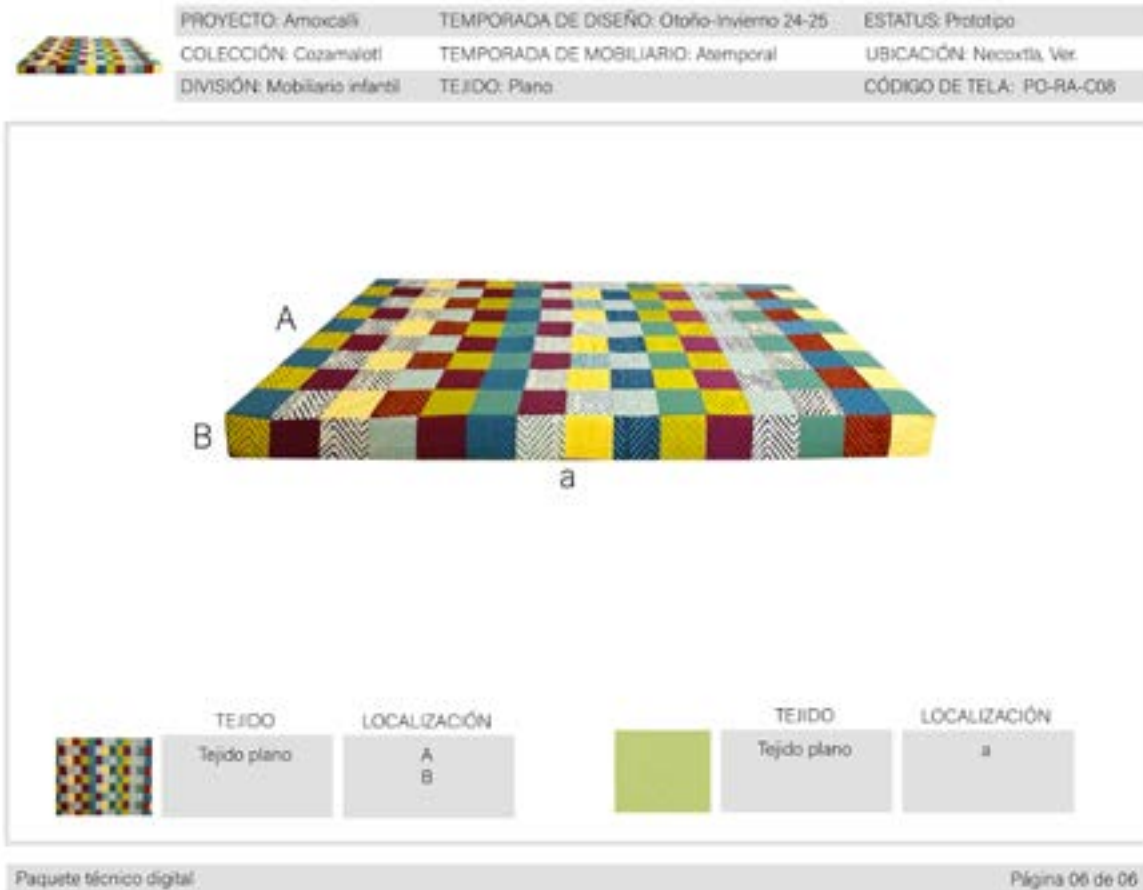 PROYECTO: Amoxcalli TEMPORADA DE DISEÑO: Otoño-Invierno 24-25 ESTATUS: Prototipo
COLECCIÓN: Cozamalotl TEMPORADA DE MOBILIARIO: Atemporal UBICACIÓN: Necoxtla, Ver.
DIVISIÓN: Mobiliario infantil TEJIDO: Plano CÓDIGO DE TELA: PO-RA-C08
A
B
a
TEJIDO LOCALIZACIÓN TEJIDO LOCALIZACIÓN
Tejido plano A Tejido plano a
B
Paquete técnico digital Página 06 de 06